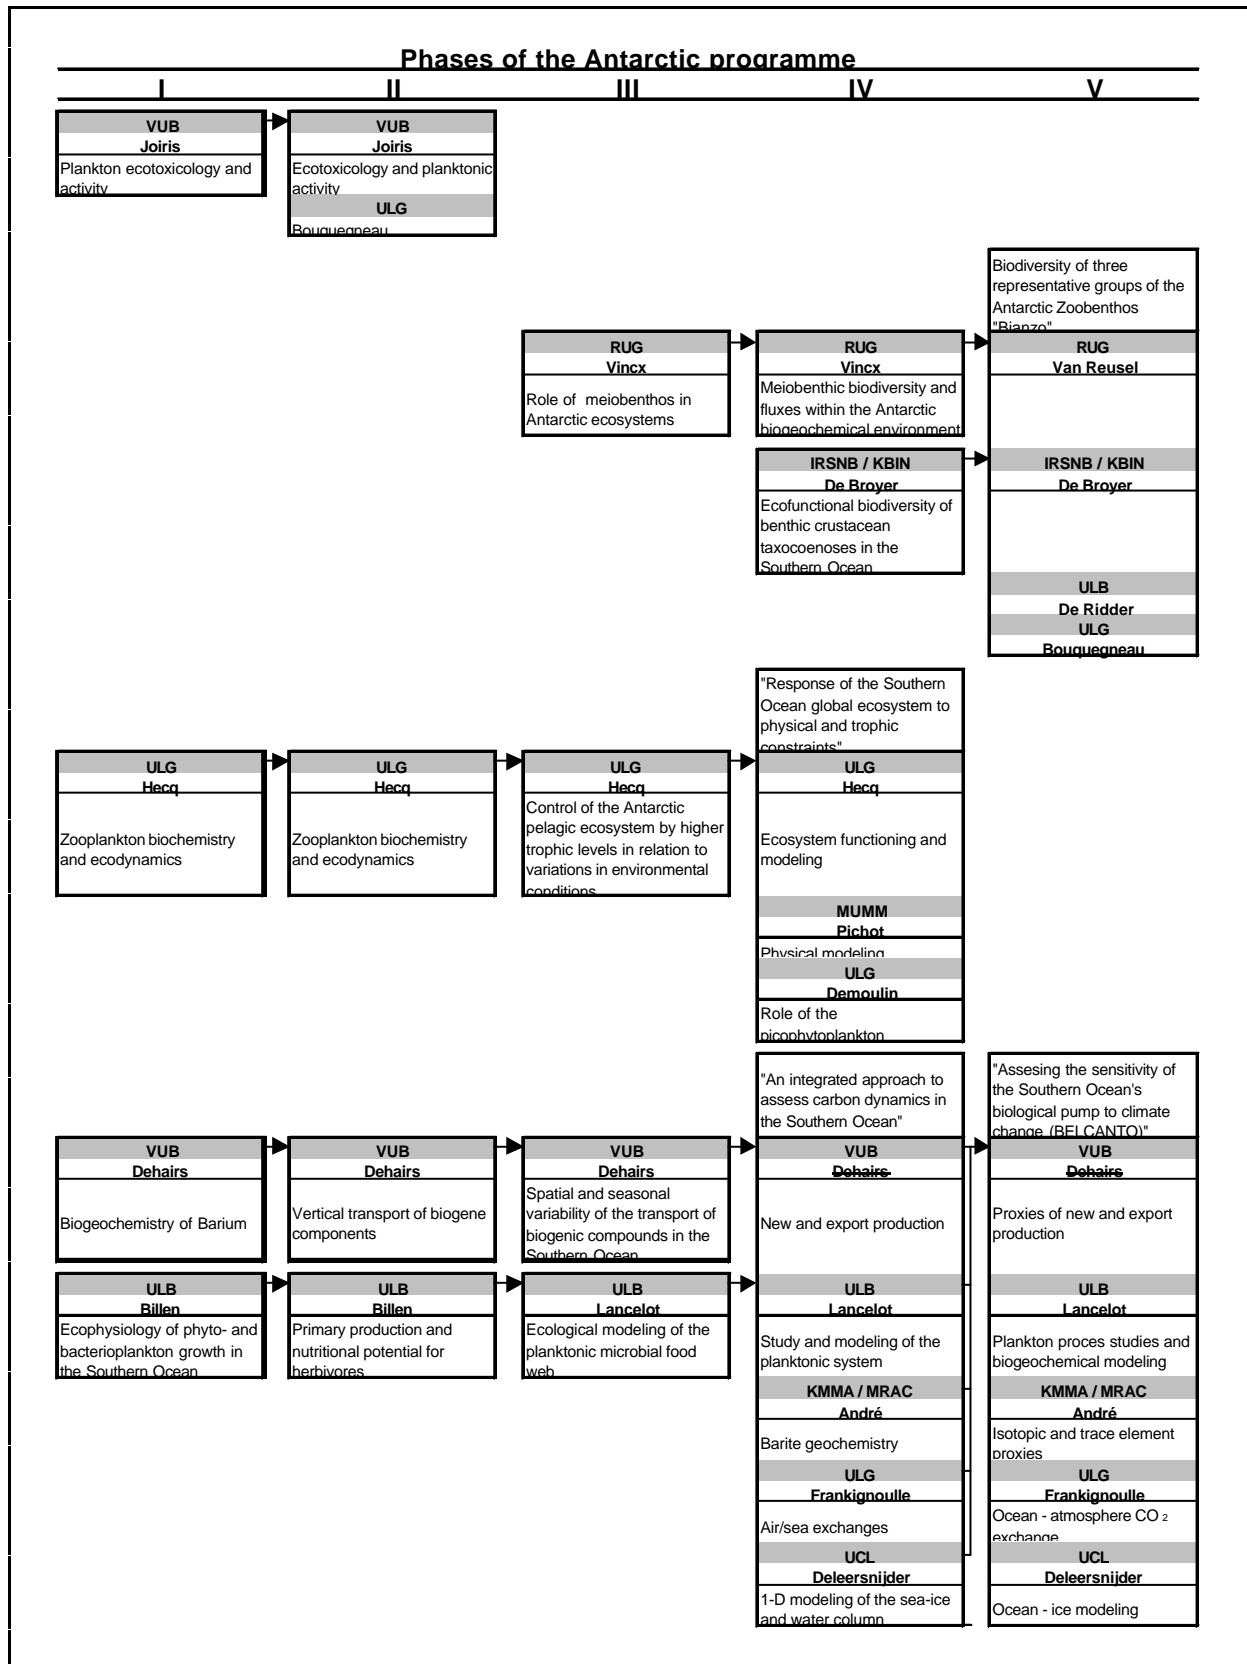 Phases of the Antarctic programme
I II III IV V
VUB
Joiris
Plankton ecotoxicology and
activity
VUB
Joiris
Ecotoxicology and planktonic
activity
ULG
Bouquegneau
Biodiversity of three
representative groups of the
Antarctic Zoobenthos
"Bianzo"
RUG
Vincx
Role of meiobenthos in
Antarctic ecosystems
RUG
Vincx
Meiobenthic biodiversity and
fluxes within the Antarctic
biogeochemical environment
RUG
Van Reusel
IRSNB / KBIN
De Broyer
Ecofunctional biodiversity of
benthic crustacean
taxocoenoses in the
Southern Ocean
IRSNB / KBIN
De Broyer
ULB
De Ridder
ULG
Bouquegneau
"Response of the Southern
Ocean global ecosystem to
physical and trophic
constraints"
ULG
Hecq
Zooplankton biochemistry
and ecodynamics
ULG
Hecq
Zooplankton biochemistry
and ecodynamics
ULG
Hecq
Control of the Antarctic
pelagic ecosystem by higher
trophic levels in relation to
variations in environmental
conditions
ULG
Hecq
Ecosystem functioning and
modeling
MUMM
Pichot
Physical modeling
ULG
Demoulin
Role of the
picophytoplankton
"An integrated approach to
assess carbon dynamics in
the Southern Ocean"
"Assesing the sensitivity of
the Southern Ocean's
biological pump to climate
change (BELCANTO)"
VUB
Dehairs
Biogeochemistry of Barium
VUB
Dehairs
Vertical transport of biogene
components
VUB
Dehairs
Spatial and seasonal
variability of the transport of
biogenic compounds in the
Southern Ocean
VUB
Dehairs
New and export production
VUB
Dehairs
Proxies of new and export
production
ULB
Billen
Ecophysiology of phyto- and
bacterioplankton growth in
the Southern Ocean
ULB
Billen
Primary production and
nutritional potential for
herbivores
ULB
Lancelot
Ecological modeling of the
planktonic microbial food
web
ULB
Lancelot
Study and modeling of the
planktonic system
ULB
Lancelot
Plankton proces studies and
biogeochemical modeling
KMMA / MRAC
André
Barite geochemistry
KMMA / MRAC
André
Isotopic and trace element
proxies
ULG
Frankignoulle
Air/sea exchanges
ULG
Frankignoulle
Ocean - atmosphere CO 2
exchange
UCL
Deleersnijder
1-D modeling of the sea-ice
and water column
UCL
Deleersnijder
Ocean - ice modeling